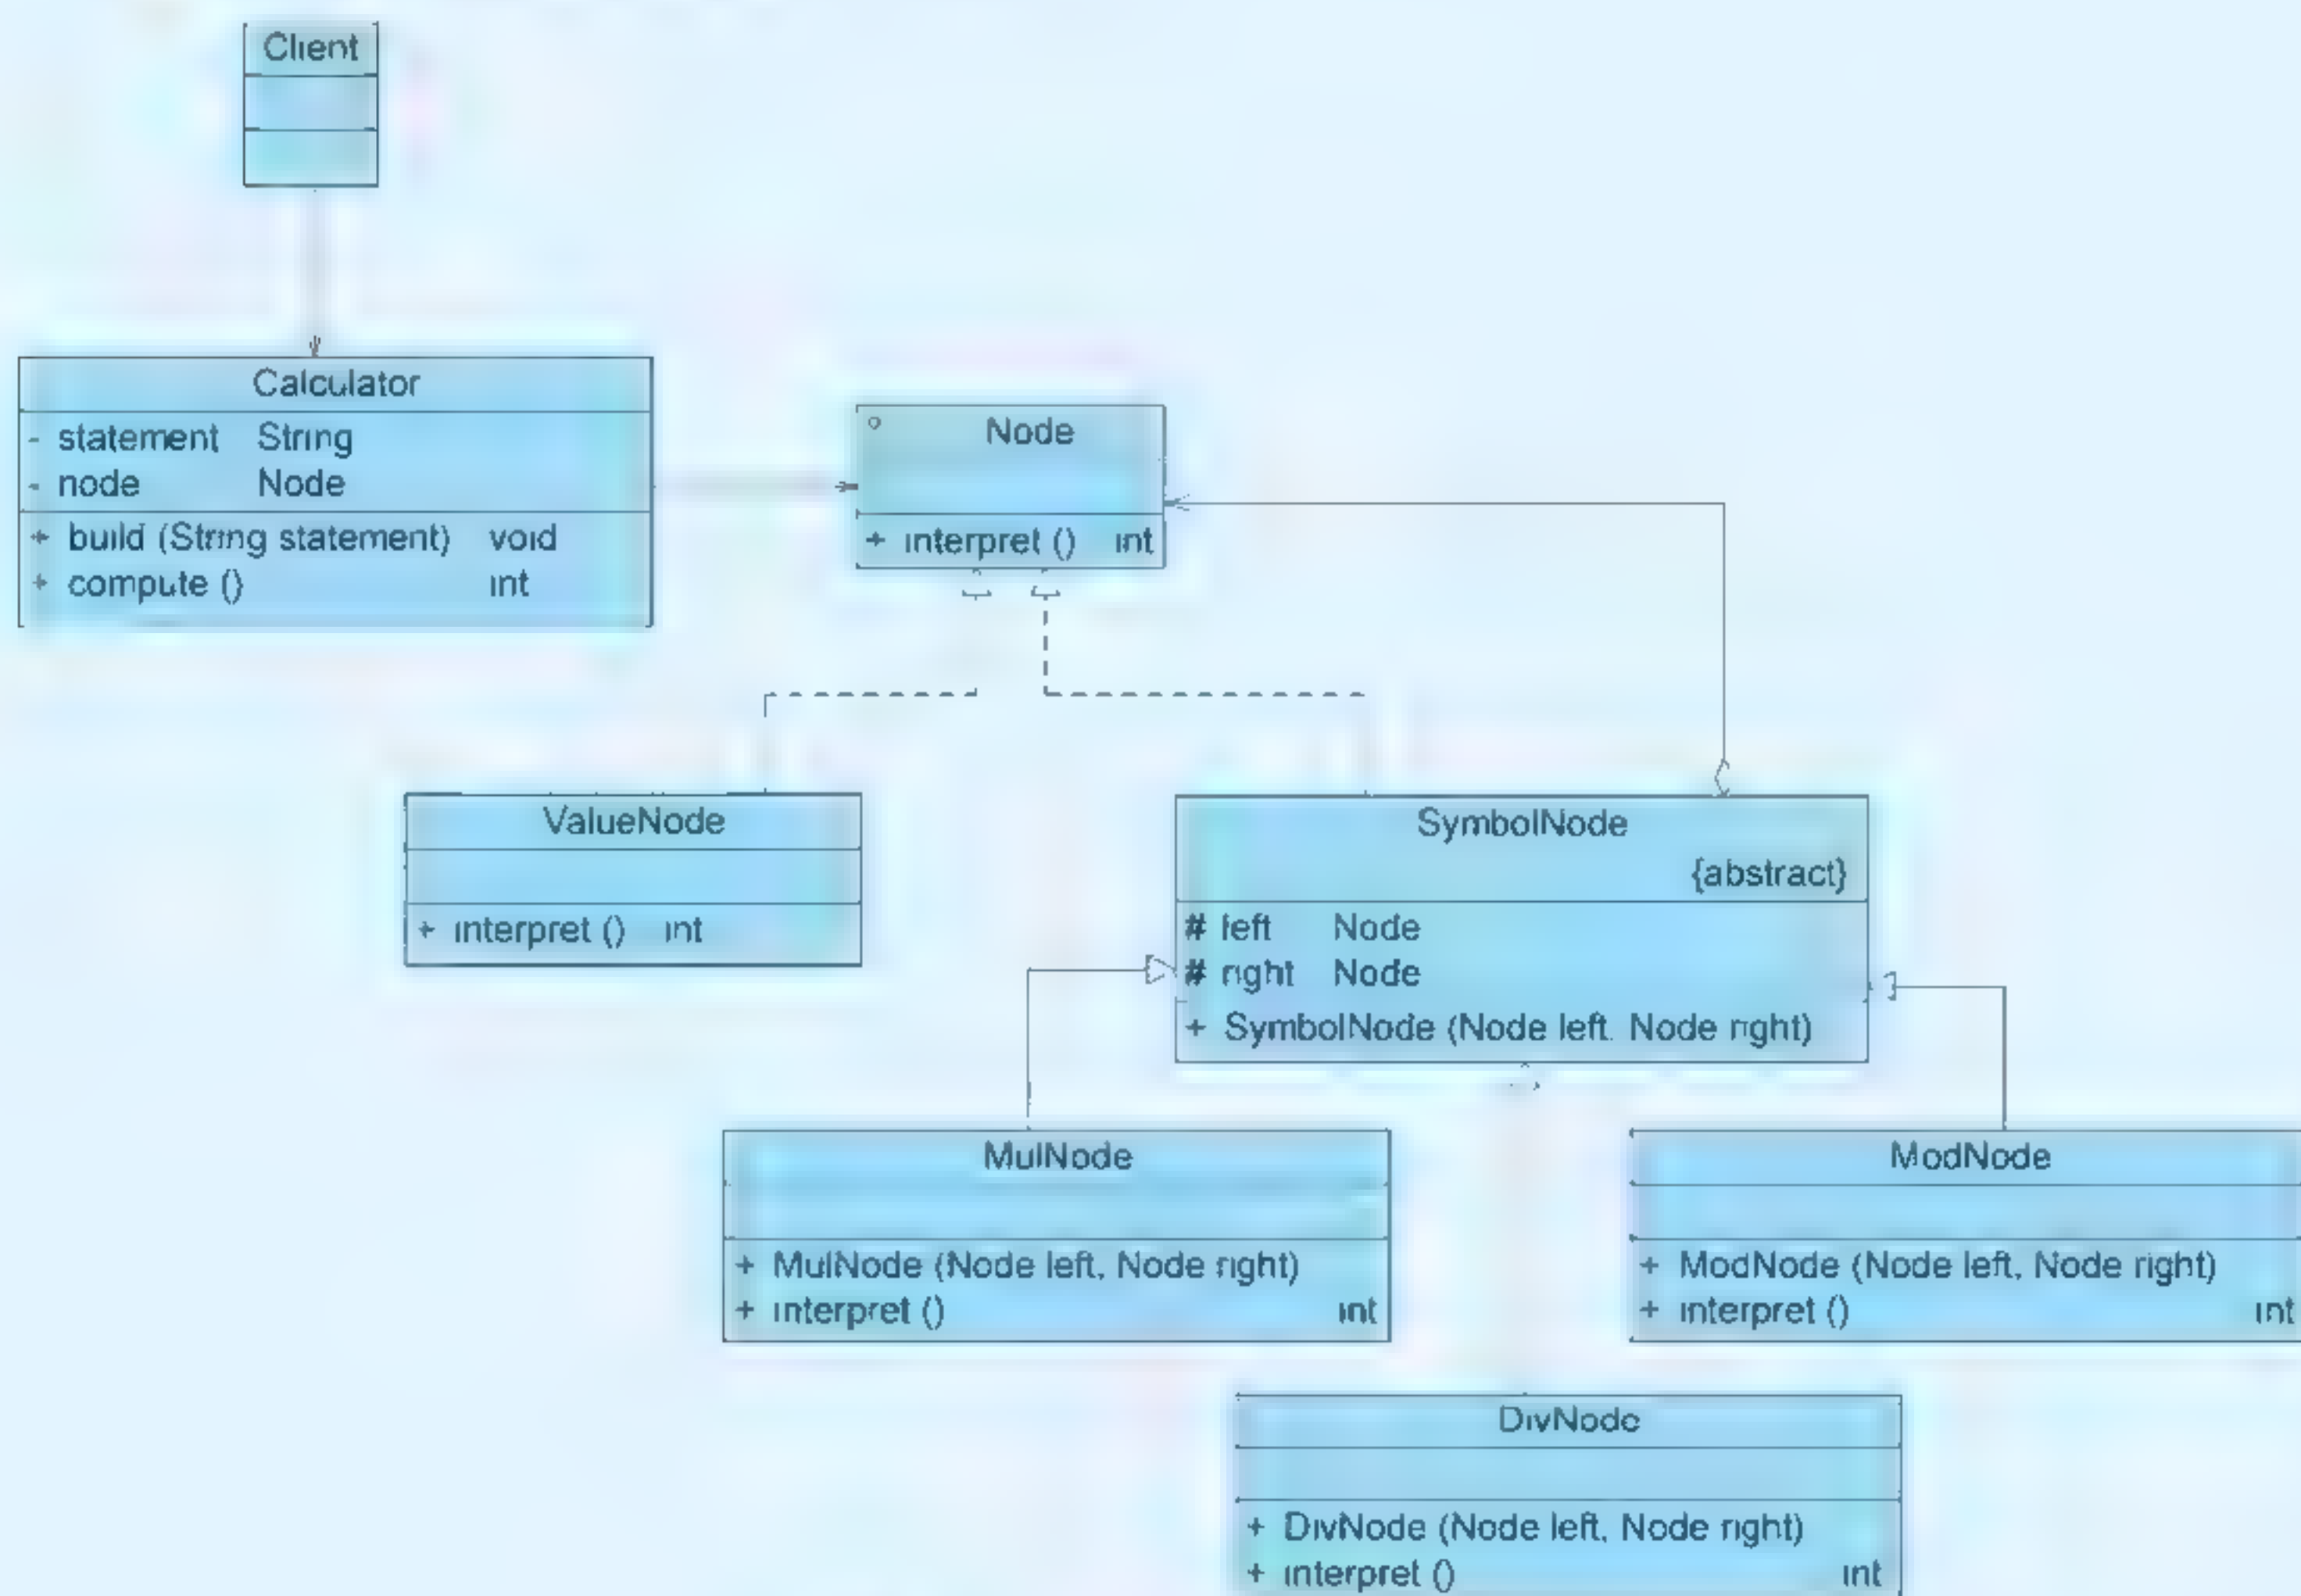 Client
Calculator
- statement String
- node Node
+ build (String statement) void
+ compute () int
Node
+ interpret () int
ValueNode
+ interpret () int
SymbolNode
{abstract}
# left Node
# right Node
+ SymbolNode (Node left, Node right)
MulNode
+ MulNode (Node left, Node right)
+ interpret () int
ModNode
+ ModNode (Node left, Node right)
+ interpret () int
DivNode
+ DivNode (Node left, Node right)
+ interpret () int